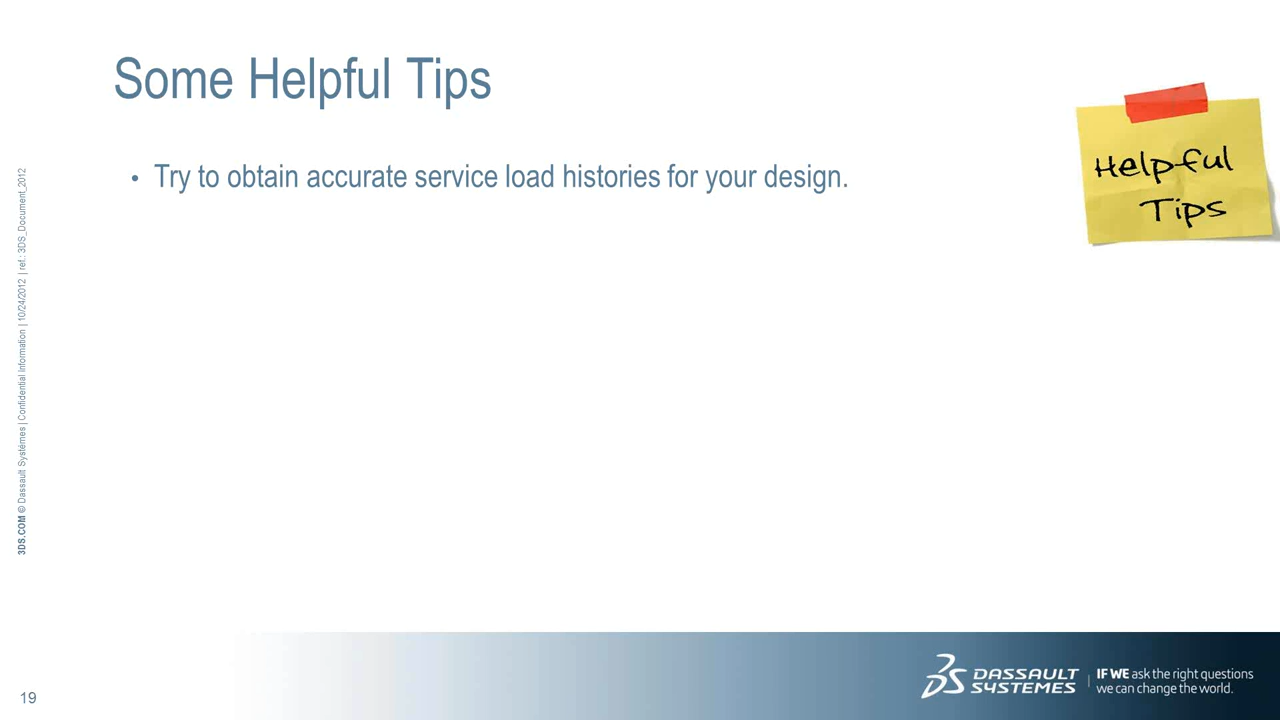 Some Helpful Tips
• Try to obtain accurate service load histories for your design.
Helpful
Tips
3DS.COM © Dassault Systèmes | Confidential Information | 10/24/2012 | ref.: 3DS_Document_2012
19
DASSAULT
SYSTEMES
IF WE ask the right questions
we can change the world.